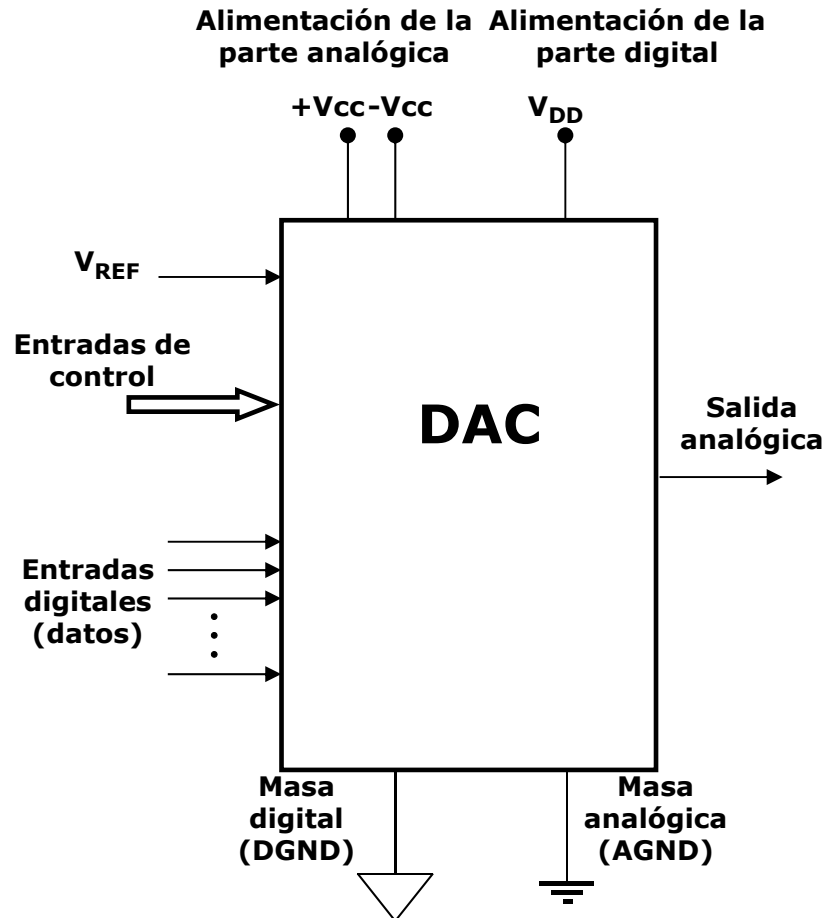 Alimentación de la
parte analógica
Alimentación de la
parte digital
+Vcc -Vcc
VDD
VREF
Entradas de
control
DAC
Salida
analógica
Entradas
digitales
(datos)
Masa
digital
(DGND)
Masa
analógica
(AGND)